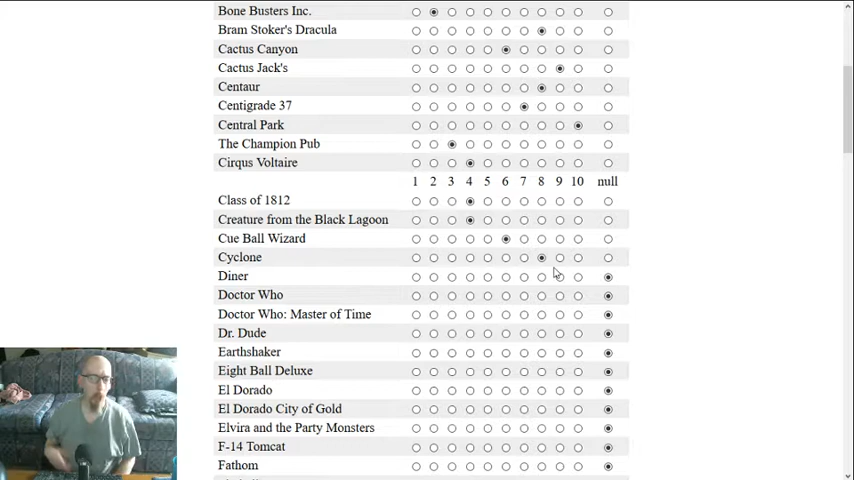 Bone Busters Inc.
Bram Stoker's Dracula
Cactus Canyon
Cactus Jack's
Centaur
Centigrade 37
Central Park
The Champion Pub
Cirqus Voltaire
1 2 3 4 5 6 7 8 9 10 null
Class of 1812
Creature from the Black Lagoon
Cue Ball Wizard
Cyclone
Diner
Doctor Who
Doctor Who: Master of Time
Dr. Dude
Earthshaker
Eight Ball Deluxe
El Dorado
El Dorado City of Gold
Elvira and the Party Monsters
F-14 Tomcat
Fathom